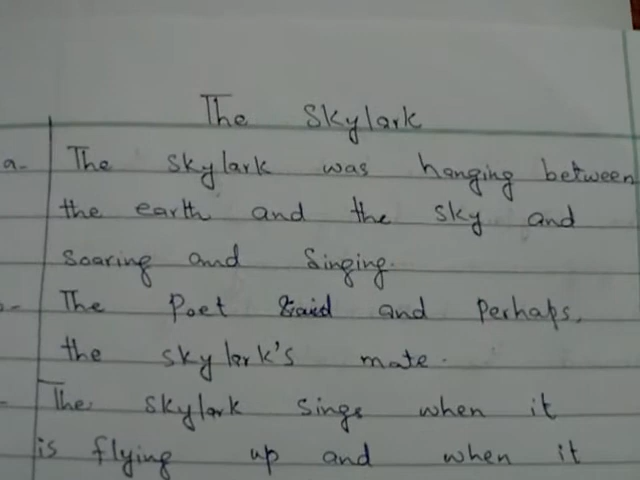 The Skylark
a- The skylark was hanging between
the earth and the sky and
soaring and singing.
The Poet said and perhaps,
the skylark's mate.
The skylark sings when it
is flying up and when it